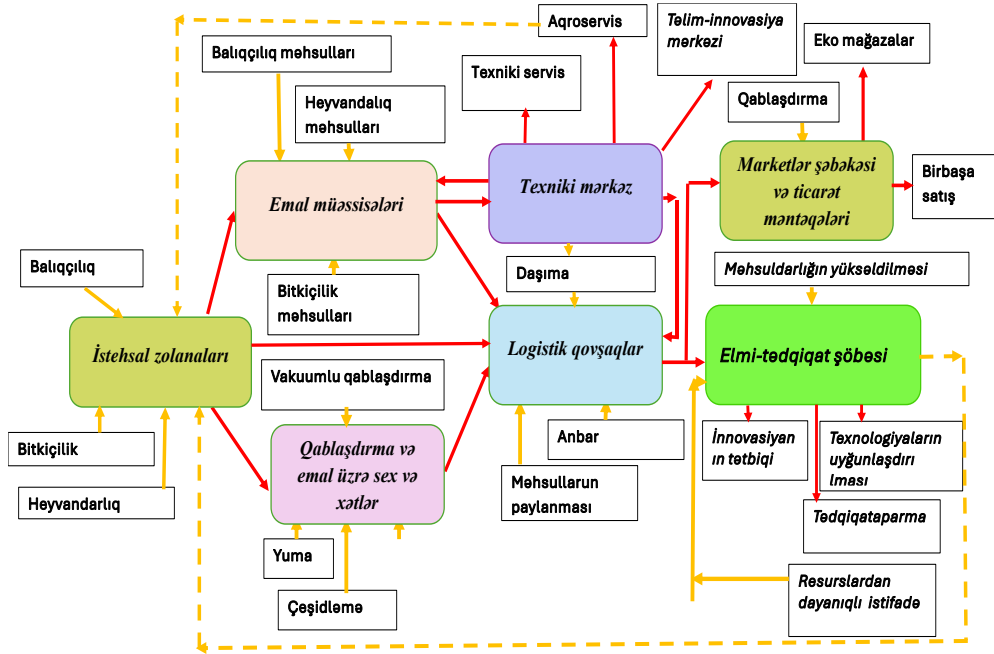 Aqroservis
Təlim-innovasiya
mərkəzi
Eko mağazalar
Balıqçılıq məhsulları
Texniki servis
Heyvandalıq
məhsulları
Qablaşdırma
Emal müəssisələri
Texniki mərkəz
Marketlər şəbəkəsi
və ticarət
məntəqələri
Birbaşa
satış
Balıqçılıq
Bitkiçilik
məhsulları
Daşıma
Məhsuldarlığın yüksəldilməsi
İstehsal zolanaları
Logistik qovşaqlar
Elmi-tədqiqat şöbəsi
Vakuumlu qablaşdırma
Bitkiçilik
Heyvandarlıq
Qablaşdırma və
emal üzrə sex və
xətlər
Anbar
Məhsullarun
paylanması
İnnovasiyan
ın tətbiqi
Texnologiyaların
uyğunlaşdırı
lması
Tədqiqataparma
Yuma
Çeşidləmə
Resurslardan
dayanıqlı istifadə